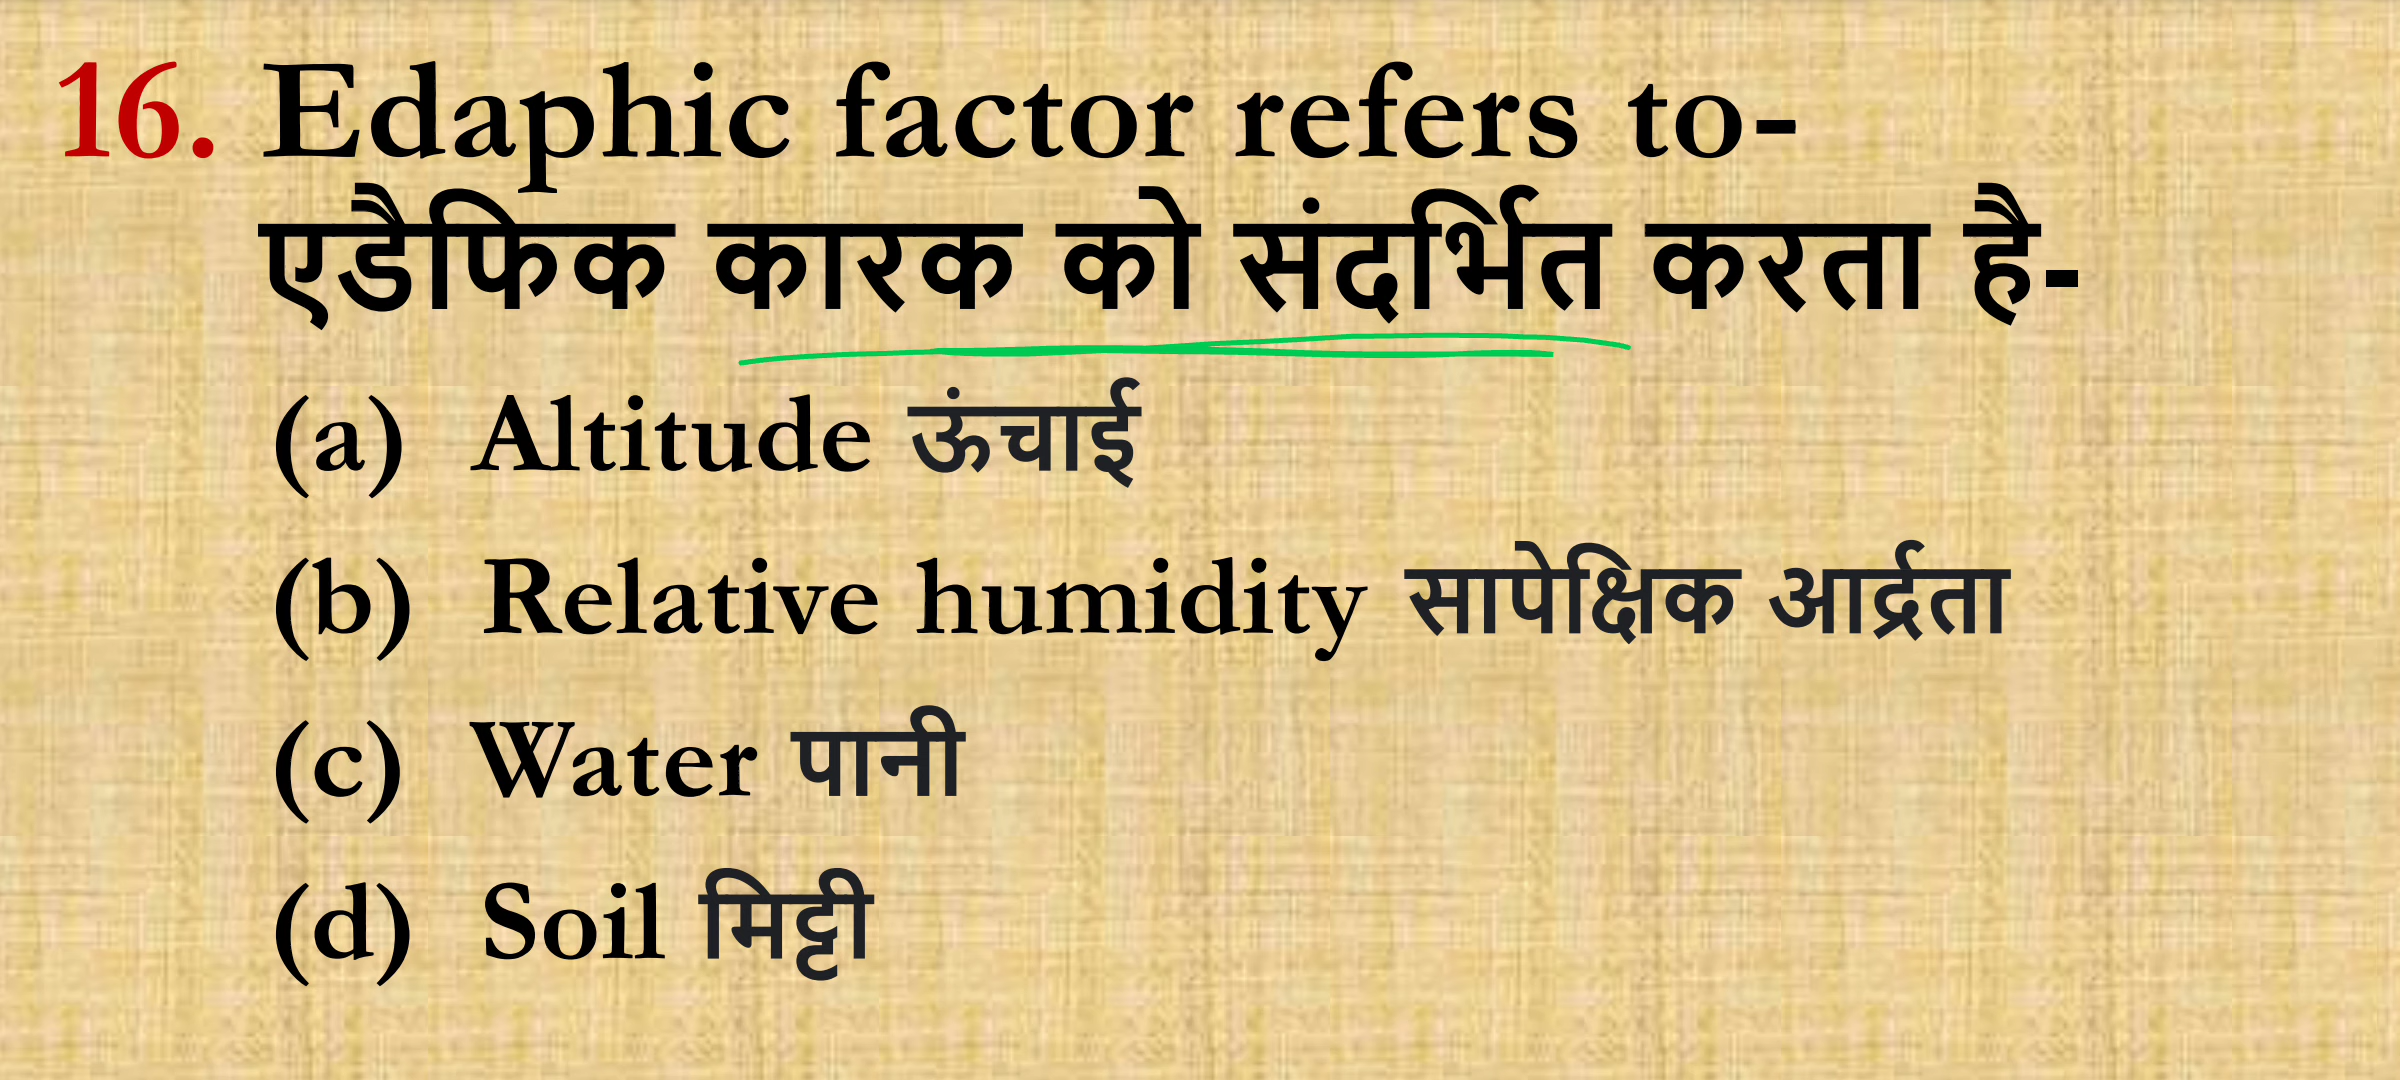 16. Edaphic factor refers to-
एडैफिक कारक को संदर्भित करता है-
(a) Altitude ऊंचाई
(b) Relative humidity सापेक्षिक आर्द्रता
(c) Water पानी
(d) Soil मिट्टी